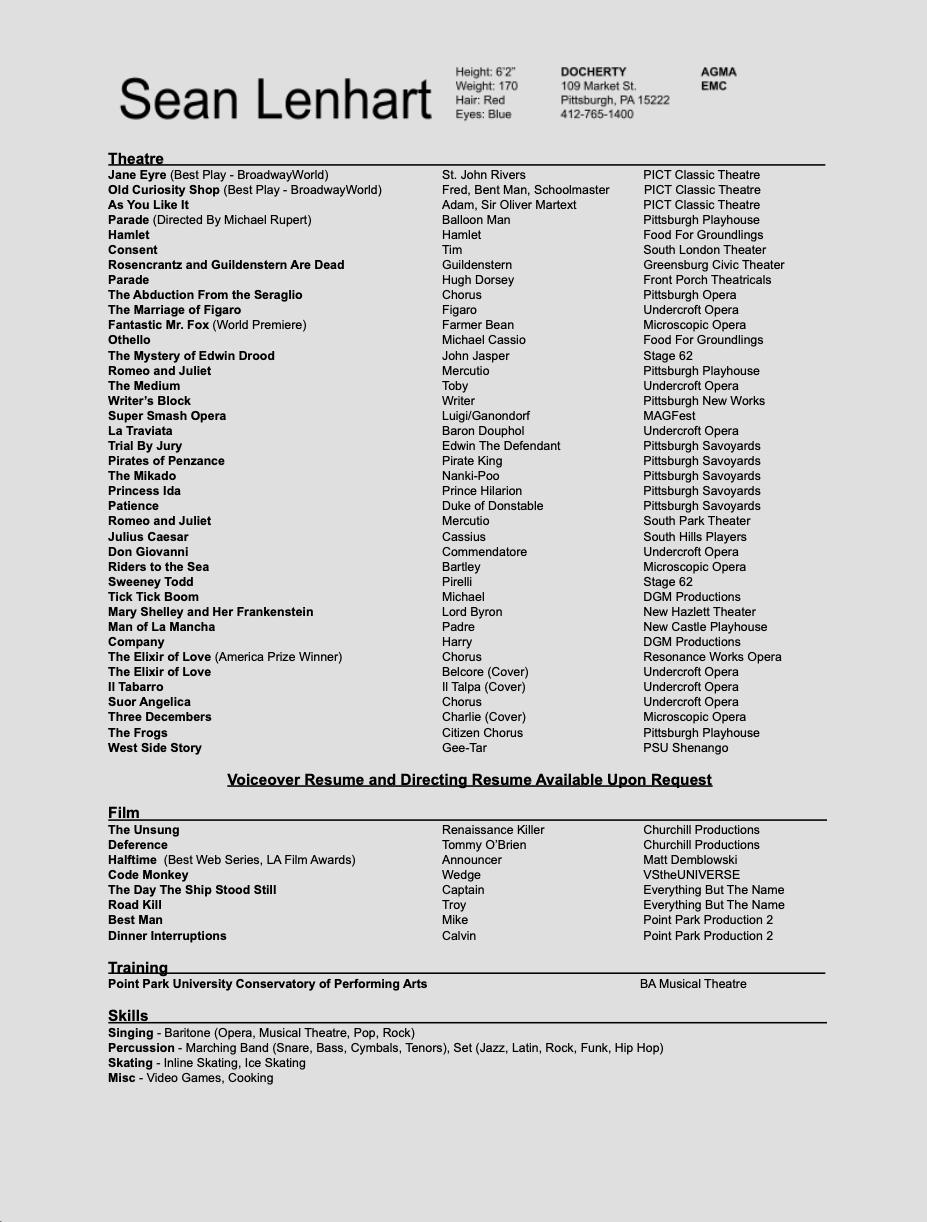 Sean Lenhart
Height: 6'2"
Weight: 170
Hair: Red
Eyes: Blue
DOCHERTY
109 Market St.
Pittsburgh, PA 15222
412-765-1400
AGMA
EMC
Theatre
Jane Eyre (Best Play - BroadwayWorld) St. John Rivers PICT Classic Theatre
Old Curiosity Shop (Best Play - BroadwayWorld) Fred, Bent Man, Schoolmaster PICT Classic Theatre
As You Like It Adam, Sir Oliver Martext PICT Classic Theatre
Parade (Directed By Michael Rupert) Balloon Man Pittsburgh Playhouse
Hamlet Hamlet Food For Groundlings
Consent Tim South London Theater
Rosencrantz and Guildenstern Are Dead Guildenstern Greensburg Civic Theater
Parade Hugh Dorsey Front Porch Theatricals
The Abduction From the Seraglio Chorus Pittsburgh Opera
The Marriage of Figaro Figaro Undercroft Opera
Fantastic Mr. Fox (World Premiere) Farmer Bean Microscopic Opera
Othello Michael Cassio Food For Groundlings
The Mystery of Edwin Drood John Jasper Stage 62
Romeo and Juliet Mercutio Pittsburgh Playhouse
The Medium Toby Undercroft Opera
Writer’s Block Writer Pittsburgh New Works
Super Smash Opera Luigi/Ganondorf MAGFest
La Traviata Baron Douphol Undercroft Opera
Trial By Jury Edwin The Defendant Pittsburgh Savoyards
Pirates of Penzance Pirate King Pittsburgh Savoyards
The Mikado Nanki-Poo Pittsburgh Savoyards
Princess Ida Prince Hilarion Pittsburgh Savoyards
Patience Duke of Donstable Pittsburgh Savoyards
Romeo and Juliet Mercutio South Park Theater
Julius Caesar Cassius South Hills Players
Don Giovanni Commendatore Undercroft Opera
Riders to the Sea Bartley Microscopic Opera
Sweeney Todd Pirelli Stage 62
Tick Tick Boom Michael DGM Productions
Mary Shelley and Her Frankenstein Lord Byron New Hazlett Theater
Man of La Mancha Padre New Castle Playhouse
Company Harry DGM Productions
The Elixir of Love (America Prize Winner) Chorus Resonance Works Opera
The Elixir of Love Belcore (Cover) Undercroft Opera
Il Tabarro Il Talpa (Cover) Undercroft Opera
Suor Angelica Chorus Undercroft Opera
Three Decembers Charlie (Cover) Microscopic Opera
The Frogs Citizen Chorus Pittsburgh Playhouse
West Side Story Gee-Tar PSU Shenango
Voiceover Resume and Directing Resume Available Upon Request
Film
The Unsung Renaissance Killer Churchill Productions
Deference Tommy O’Brien Churchill Productions
Halftime (Best Web Series, LA Film Awards) Announcer Matt Demblowski
Code Monkey Wedge VStheUNIVERSE
The Day The Ship Stood Still Captain Everything But The Name
Road Kill Troy Everything But The Name
Best Man Mike Point Park Production 2
Dinner Interruptions Calvin Point Park Production 2
Training
Point Park University Conservatory of Performing Arts BA Musical Theatre
Skills
Singing - Baritone (Opera, Musical Theatre, Pop, Rock)
Percussion - Marching Band (Snare, Bass, Cymbals, Tenors), Set (Jazz, Latin, Rock, Funk, Hip Hop)
Skating - Inline Skating, Ice Skating
Misc - Video Games, Cooking